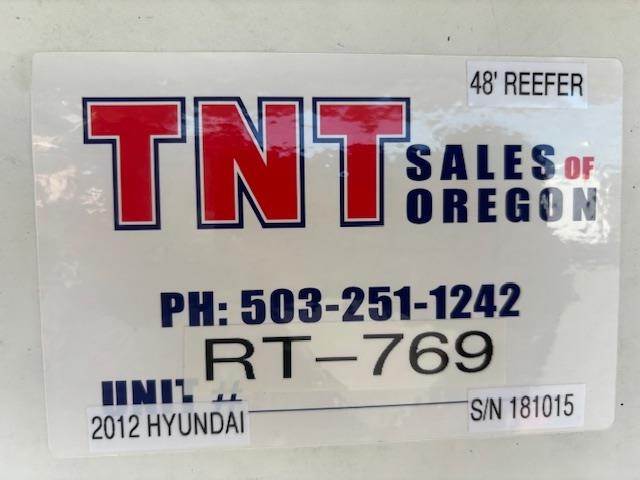 48' REEFER
TNT SALES OF
OREGON
PH: 503-251-1242
RT-769
UNIT #
2012 HYUNDAI
S/N 181015